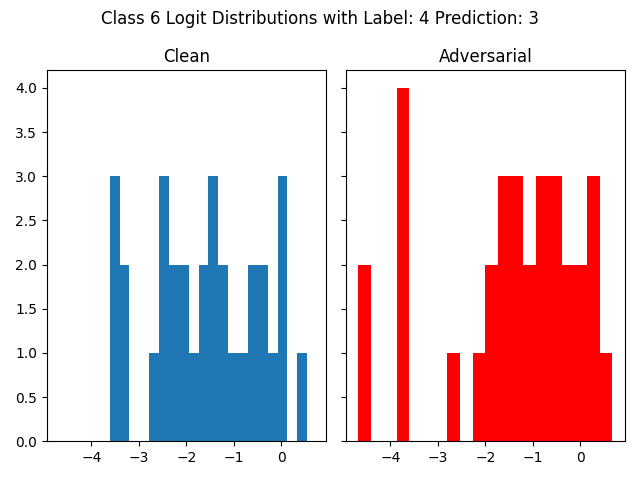 Class 6 Logit Distributions with Label: 4 Prediction: 3
Clean
Adversarial
4.0
3.5
3.0
2.5
2.0
1.5
1.0
0.5
0.0
−4 −3 −2 −1 0
−4 −3 −2 −1 0